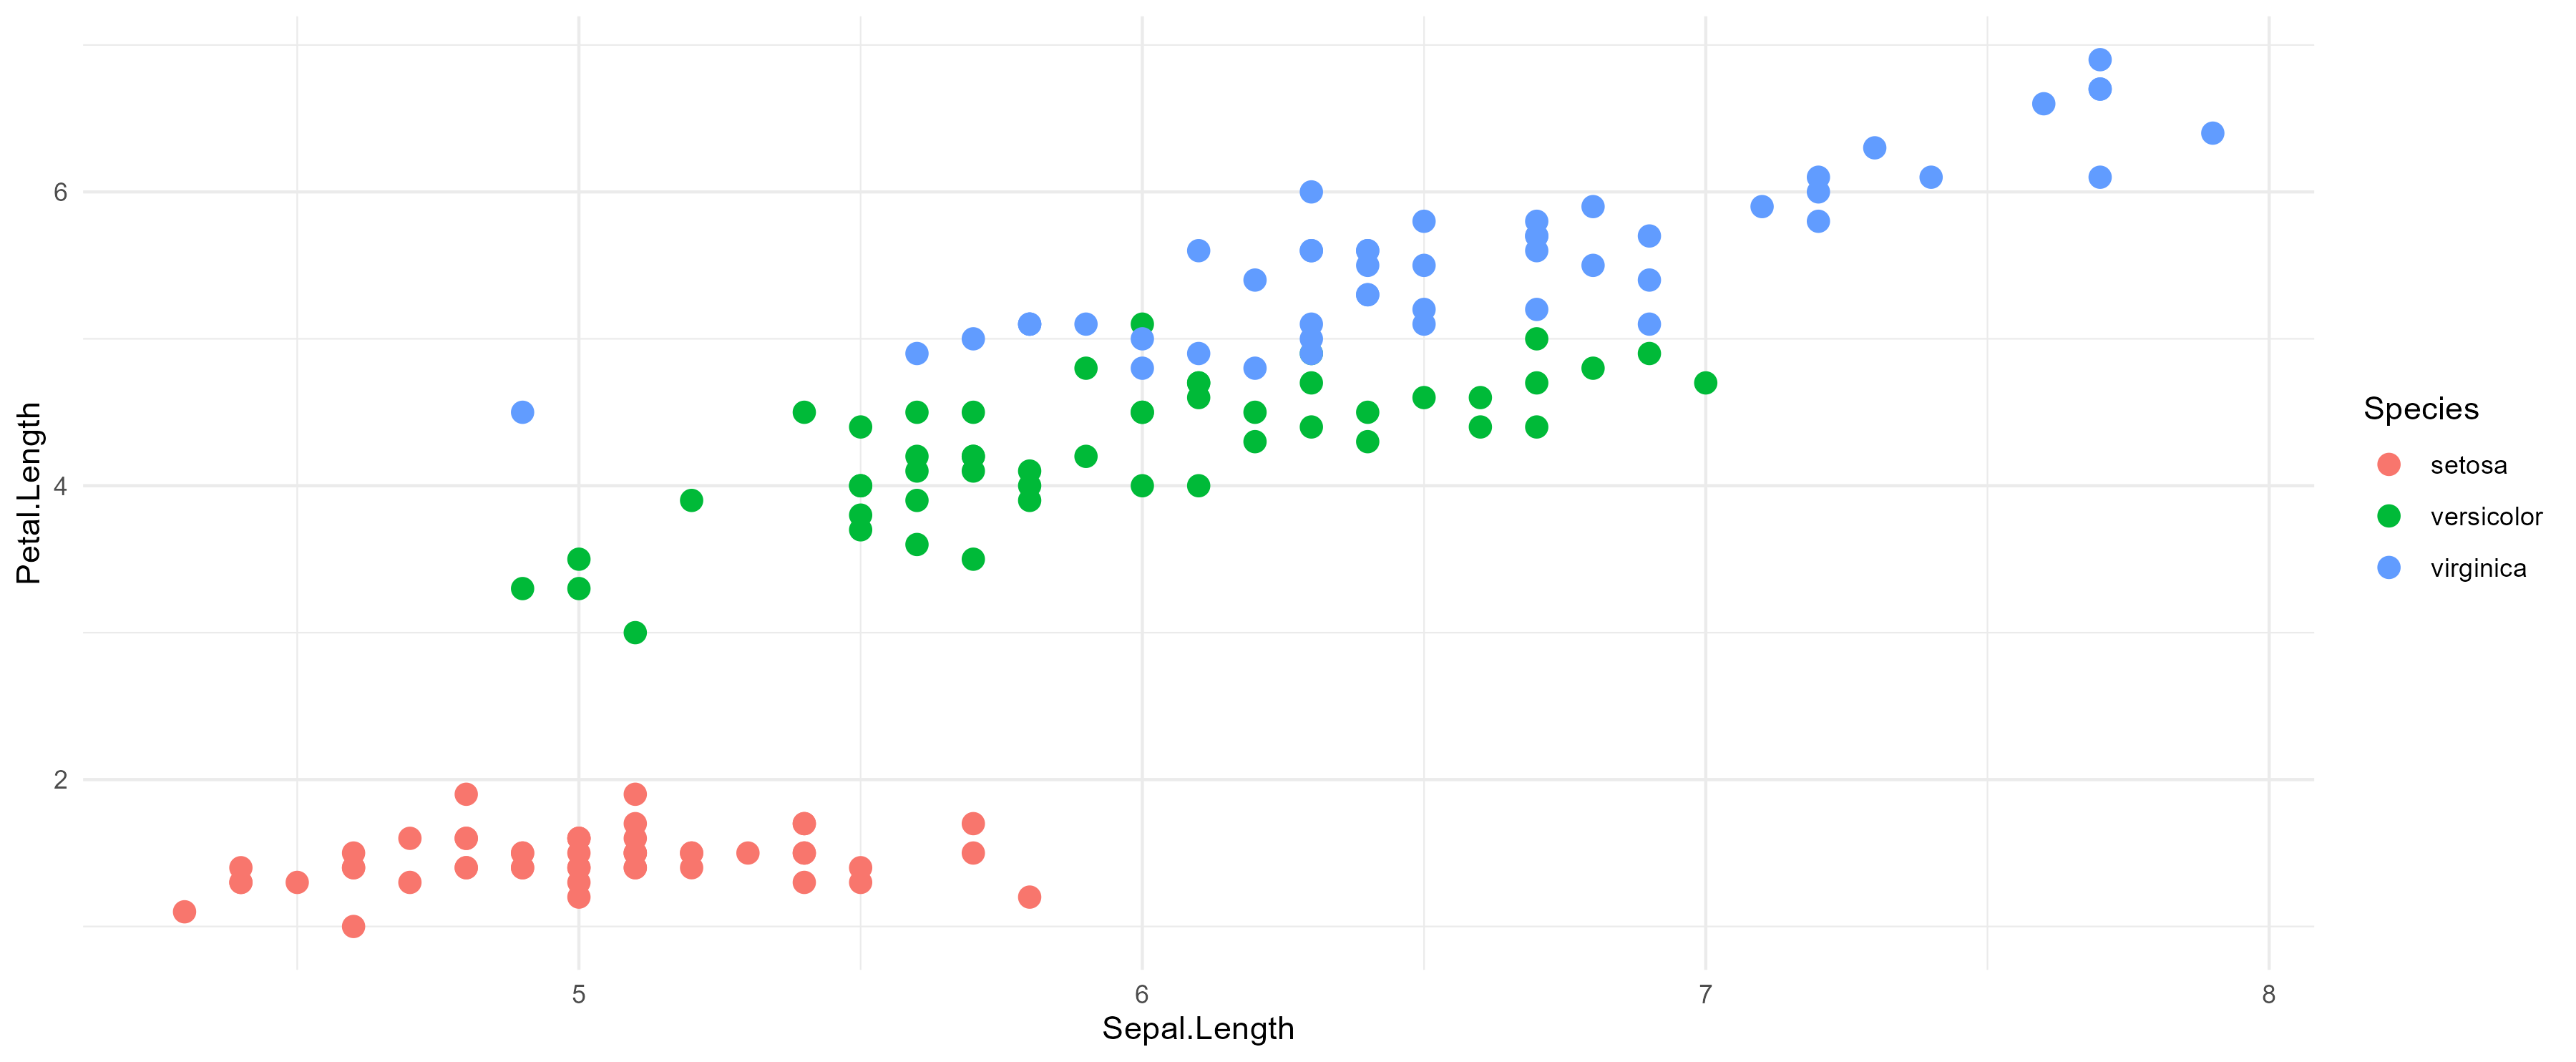 6
4
2
Petal.Length
5 6 7 8
Sepal.Length
Species
setosa
versicolor
virginica